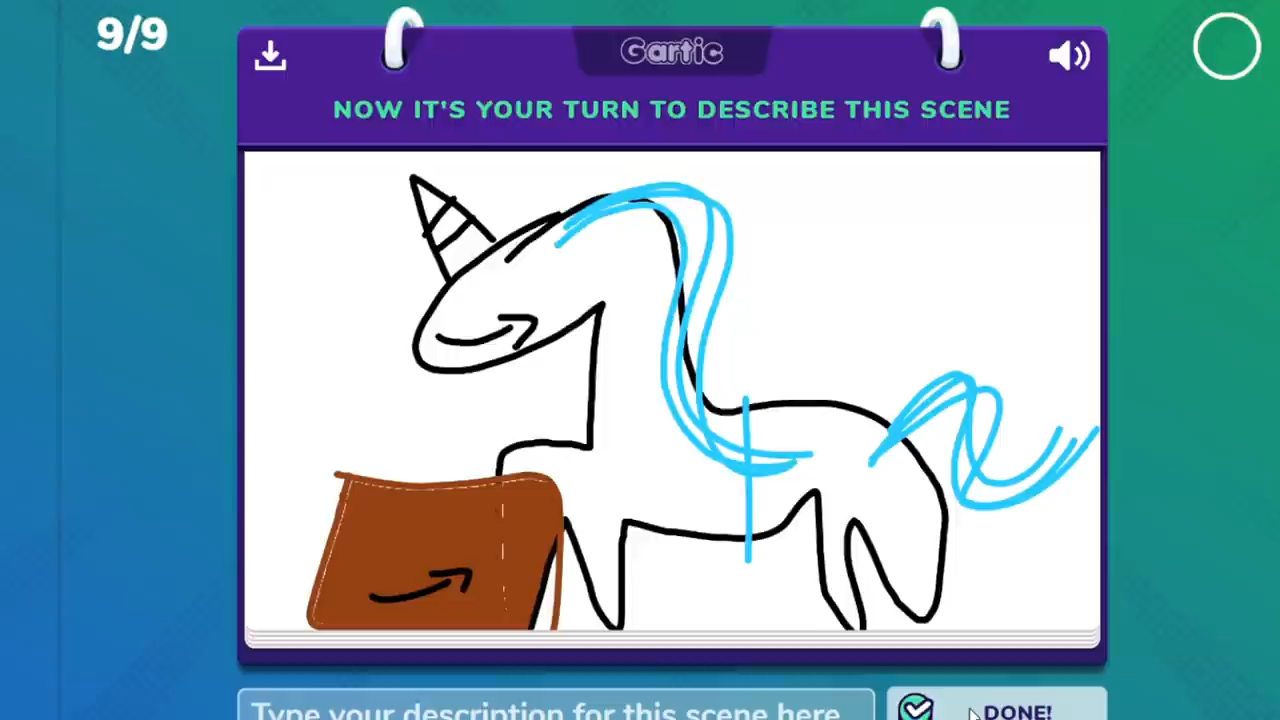 9/9
Gartic
NOW IT'S YOUR TURN TO DESCRIBE THIS SCENE
Type your description for this scene here
DONE!